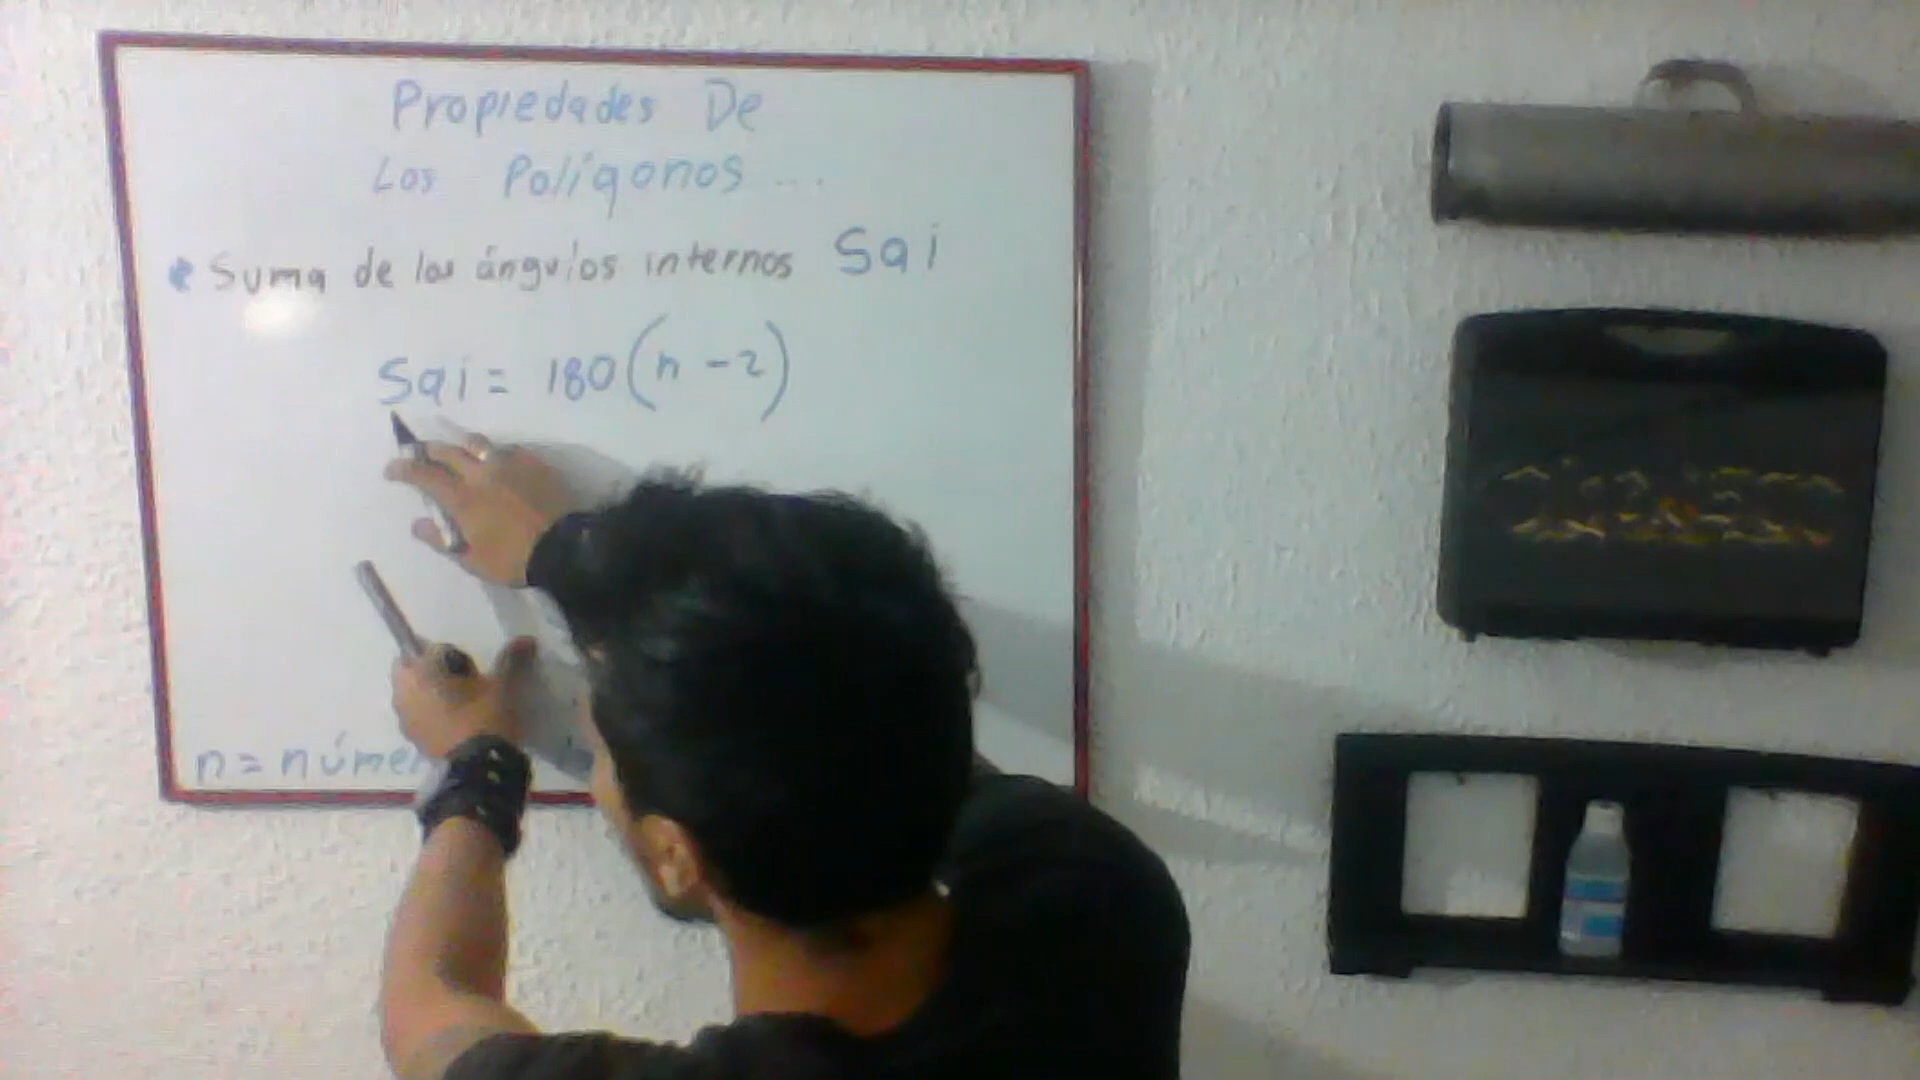 Propiedades De
Los Polígonos...
Suma de los ángulos internos Sai
Sai = 180(n - 2)
n = númer